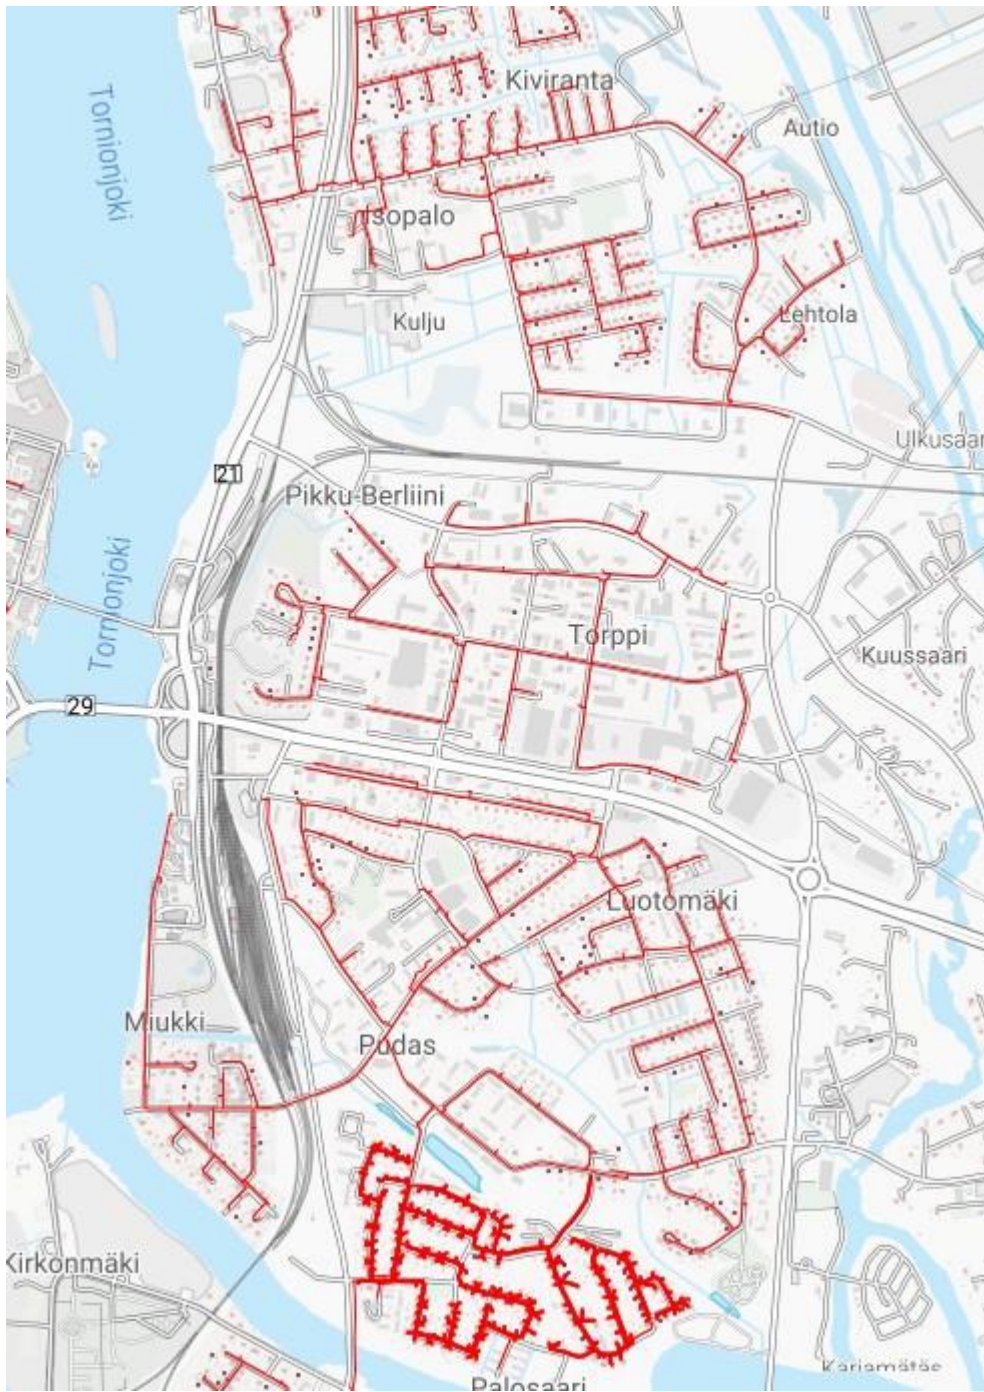 Kiviranta
Tornionjoki
Autio
Isopalo
Lehtola
Kulju
Ulkusaar
21
Pikku-Berliini
Tornionjoki
Torppi
Kuussaari
29
Luotomäki
Miukki
Pudas
Kirkonmäki
Karjamätäs
Palosaari